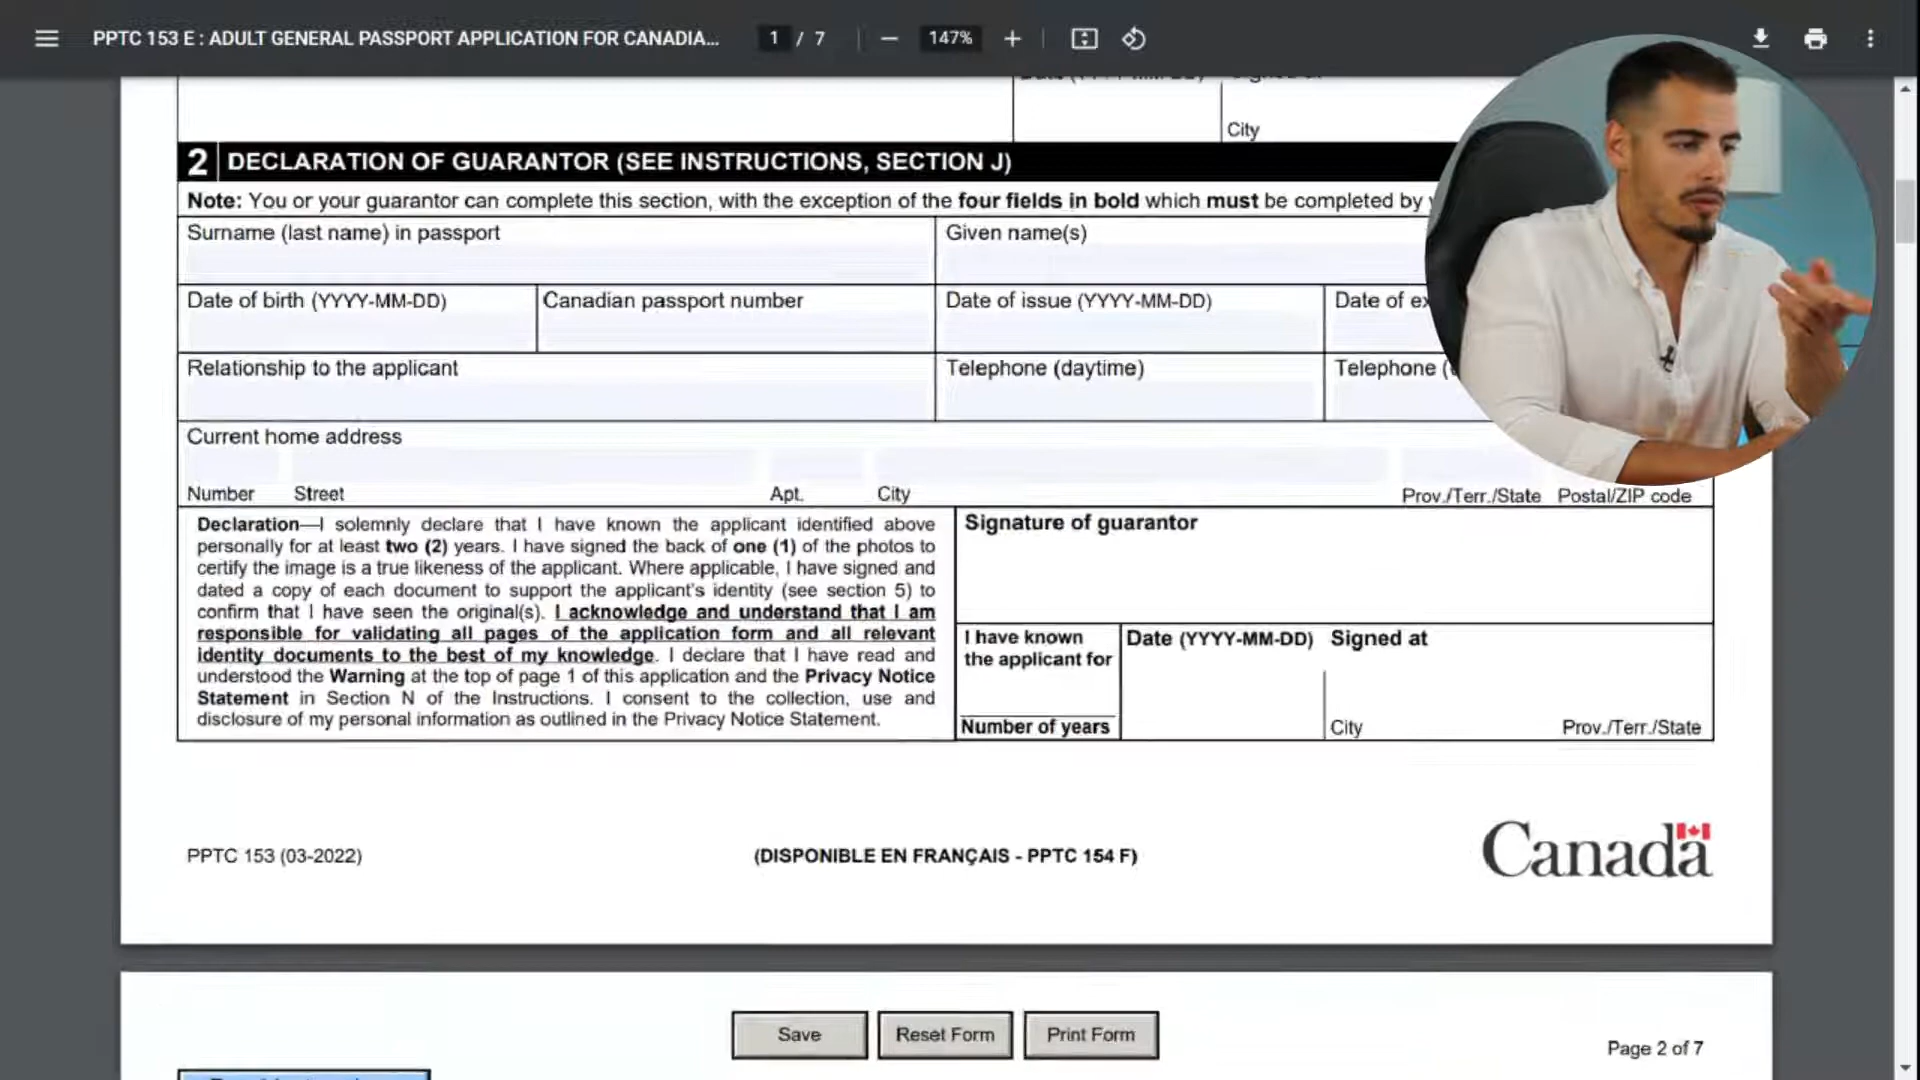 PPTC 153 E : ADULT GENERAL PASSPORT APPLICATION FOR CANADIA... 1 / 7 147%
City
2 DECLARATION OF GUARANTOR (SEE INSTRUCTIONS, SECTION J)
Note: You or your guarantor can complete this section, with the exception of the four fields in bold which must be completed by
Surname (last name) in passport Given name(s)
Date of birth (YYYY-MM-DD) Canadian passport number Date of issue (YYYY-MM-DD) Date of ex
Relationship to the applicant Telephone (daytime) Telephone (
Current home address
Number Street Apt. City Prov./Terr./State Postal/ZIP code
Declaration—I solemnly declare that I have known the applicant identified above
personally for at least two (2) years. I have signed the back of one (1) of the photos to
certify the image is a true likeness of the applicant. Where applicable, I have signed and
dated a copy of each document to support the applicant's identity (see section 5) to
confirm that I have seen the original(s). I acknowledge and understand that I am
responsible for validating all pages of the application form and all relevant
identity documents to the best of my knowledge. I declare that I have read and
understood the Warning at the top of page 1 of this application and the Privacy Notice
Statement in Section N of the Instructions. I consent to the collection, use and
disclosure of my personal information as outlined in the Privacy Notice Statement.
Signature of guarantor
I have known
the applicant for
Number of years
Date (YYYY-MM-DD) Signed at
City Prov./Terr./State
PPTC 153 (03-2022) (DISPONIBLE EN FRANÇAIS - PPTC 154 F) Canada
Save Reset Form Print Form
Page 2 of 7